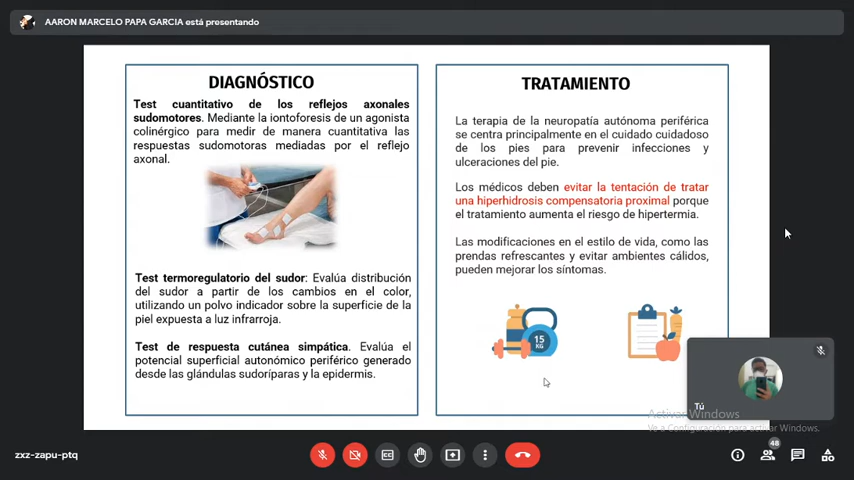 AARON MARCELO PAPA GARCIA está presentando
DIAGNÓSTICO
Test cuantitativo de los reflejos axonales
sudomotores. Mediante la iontoforesis de un agonista
colinérgico para medir de manera cuantitativa las
respuestas sudomotoras mediadas por el reflejo
axonal.
Test termoregulatorio del sudor: Evalúa distribución
del sudor a partir de los cambios en el color,
utilizando un polvo indicador sobre la superficie de la
piel expuesta a luz infrarroja.
Test de respuesta cutánea simpática. Evalúa el
potencial superficial autonómico periférico generado
desde las glándulas sudoríparas y la epidermis.
TRATAMIENTO
La terapia de la neuropatía autónoma periférica
se centra principalmente en el cuidado cuidadoso
de los pies para prevenir infecciones y
ulceraciones del pie.
Los médicos deben evitar la tentación de tratar
una hiperhidrosis compensatoria proximal porque
el tratamiento aumenta el riesgo de hipertermia.
Las modificaciones en el estilo de vida, como las
prendas refrescantes y evitar ambientes cálidos,
pueden mejorar los síntomas.
15
KG
Tú
Activar Windows
Ve a Configuración para activar Windows.
zxz-zapu-ptq
CC
48